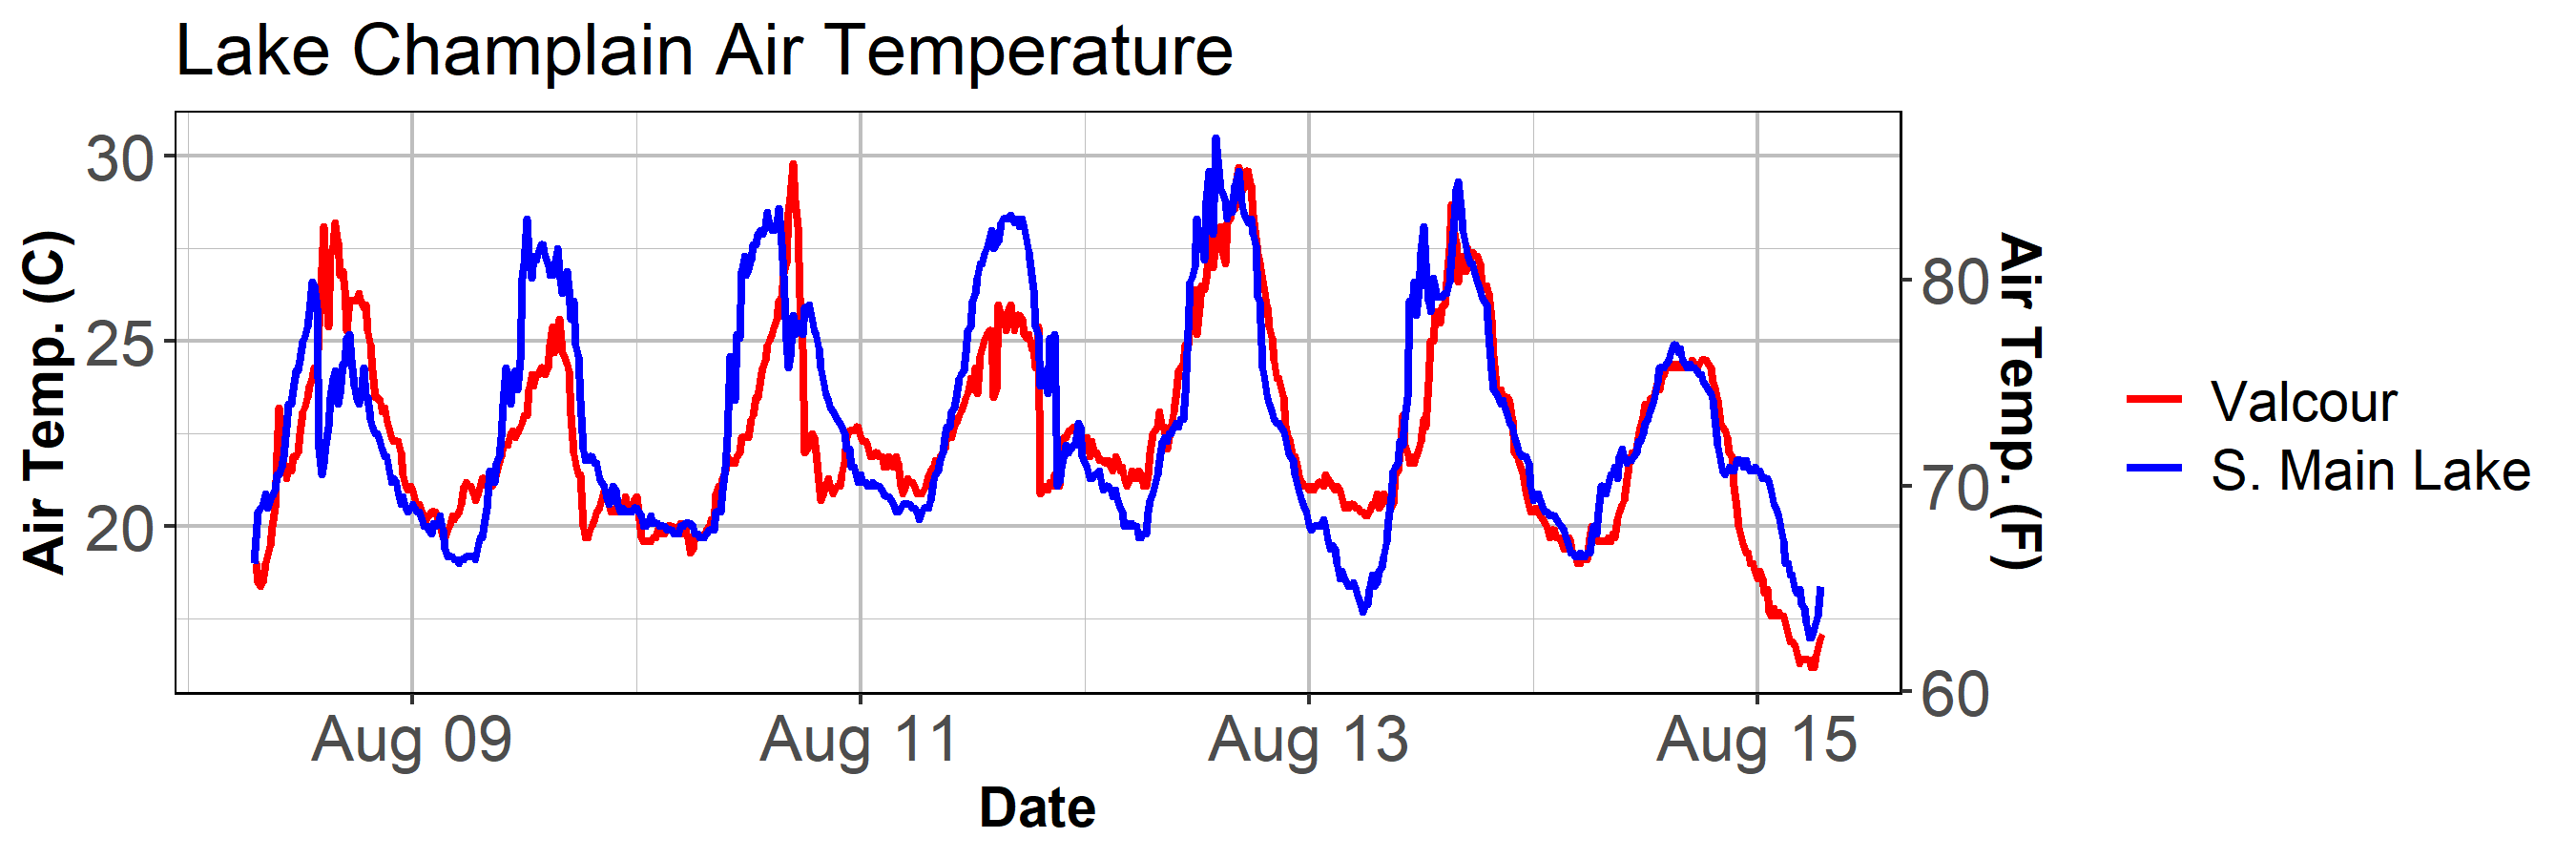 Lake Champlain Air Temperature
Air Temp. (C)
30
25
20
Air Temp. (F)
80
70
60
Aug 09
Aug 11
Aug 13
Aug 15
Date
Valcour
S. Main Lake